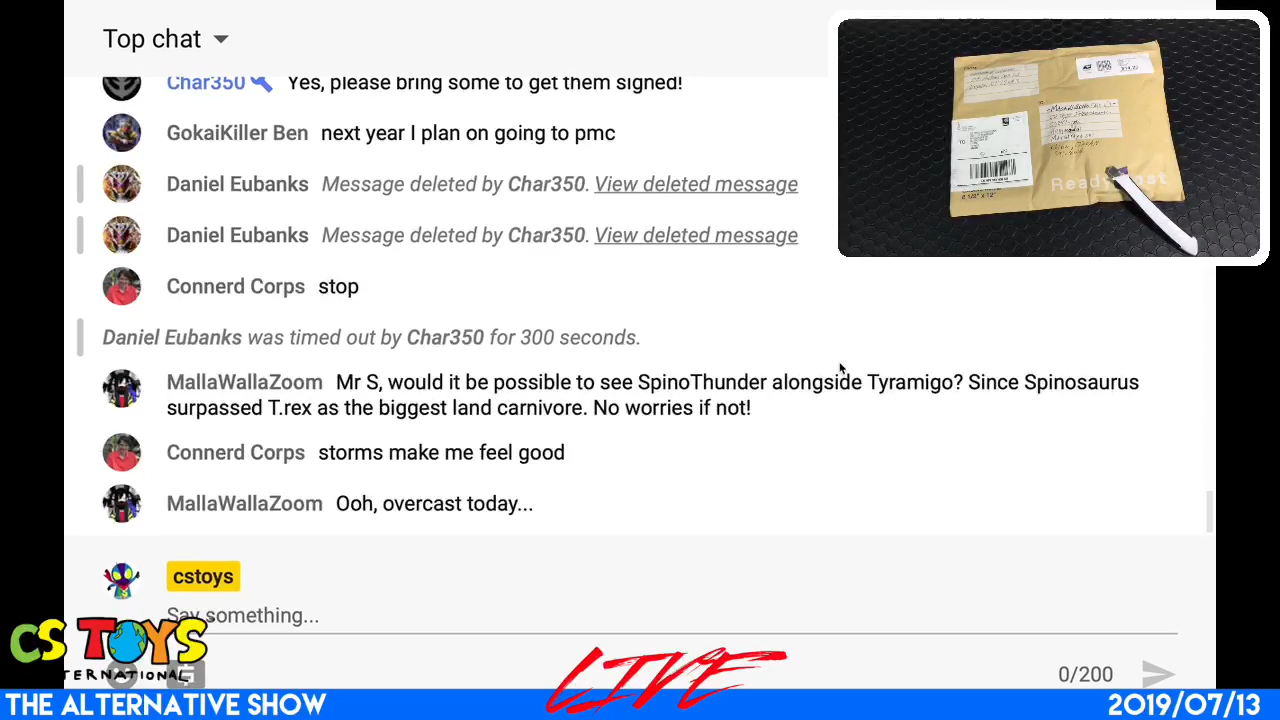 Top chat
Char350 Yes, please bring some to get them signed!
GokaiKiller Ben next year I plan on going to pmc
Daniel Eubanks Message deleted by Char350. View deleted message
Daniel Eubanks Message deleted by Char350. View deleted message
Connerd Corps stop
Daniel Eubanks was timed out by Char350 for 300 seconds.
MallaWallaZoom Mr S, would it be possible to see SpinoThunder alongside Tyramigo? Since Spinosaurus
surpassed T.rex as the biggest land carnivore. No worries if not!
Connerd Corps storms make me feel good
MallaWallaZoom Ooh, overcast today...
cstoys
Say something...
0/200
CS TOYS
LIVE
THE ALTERNATIVE SHOW
2019/07/13
TO